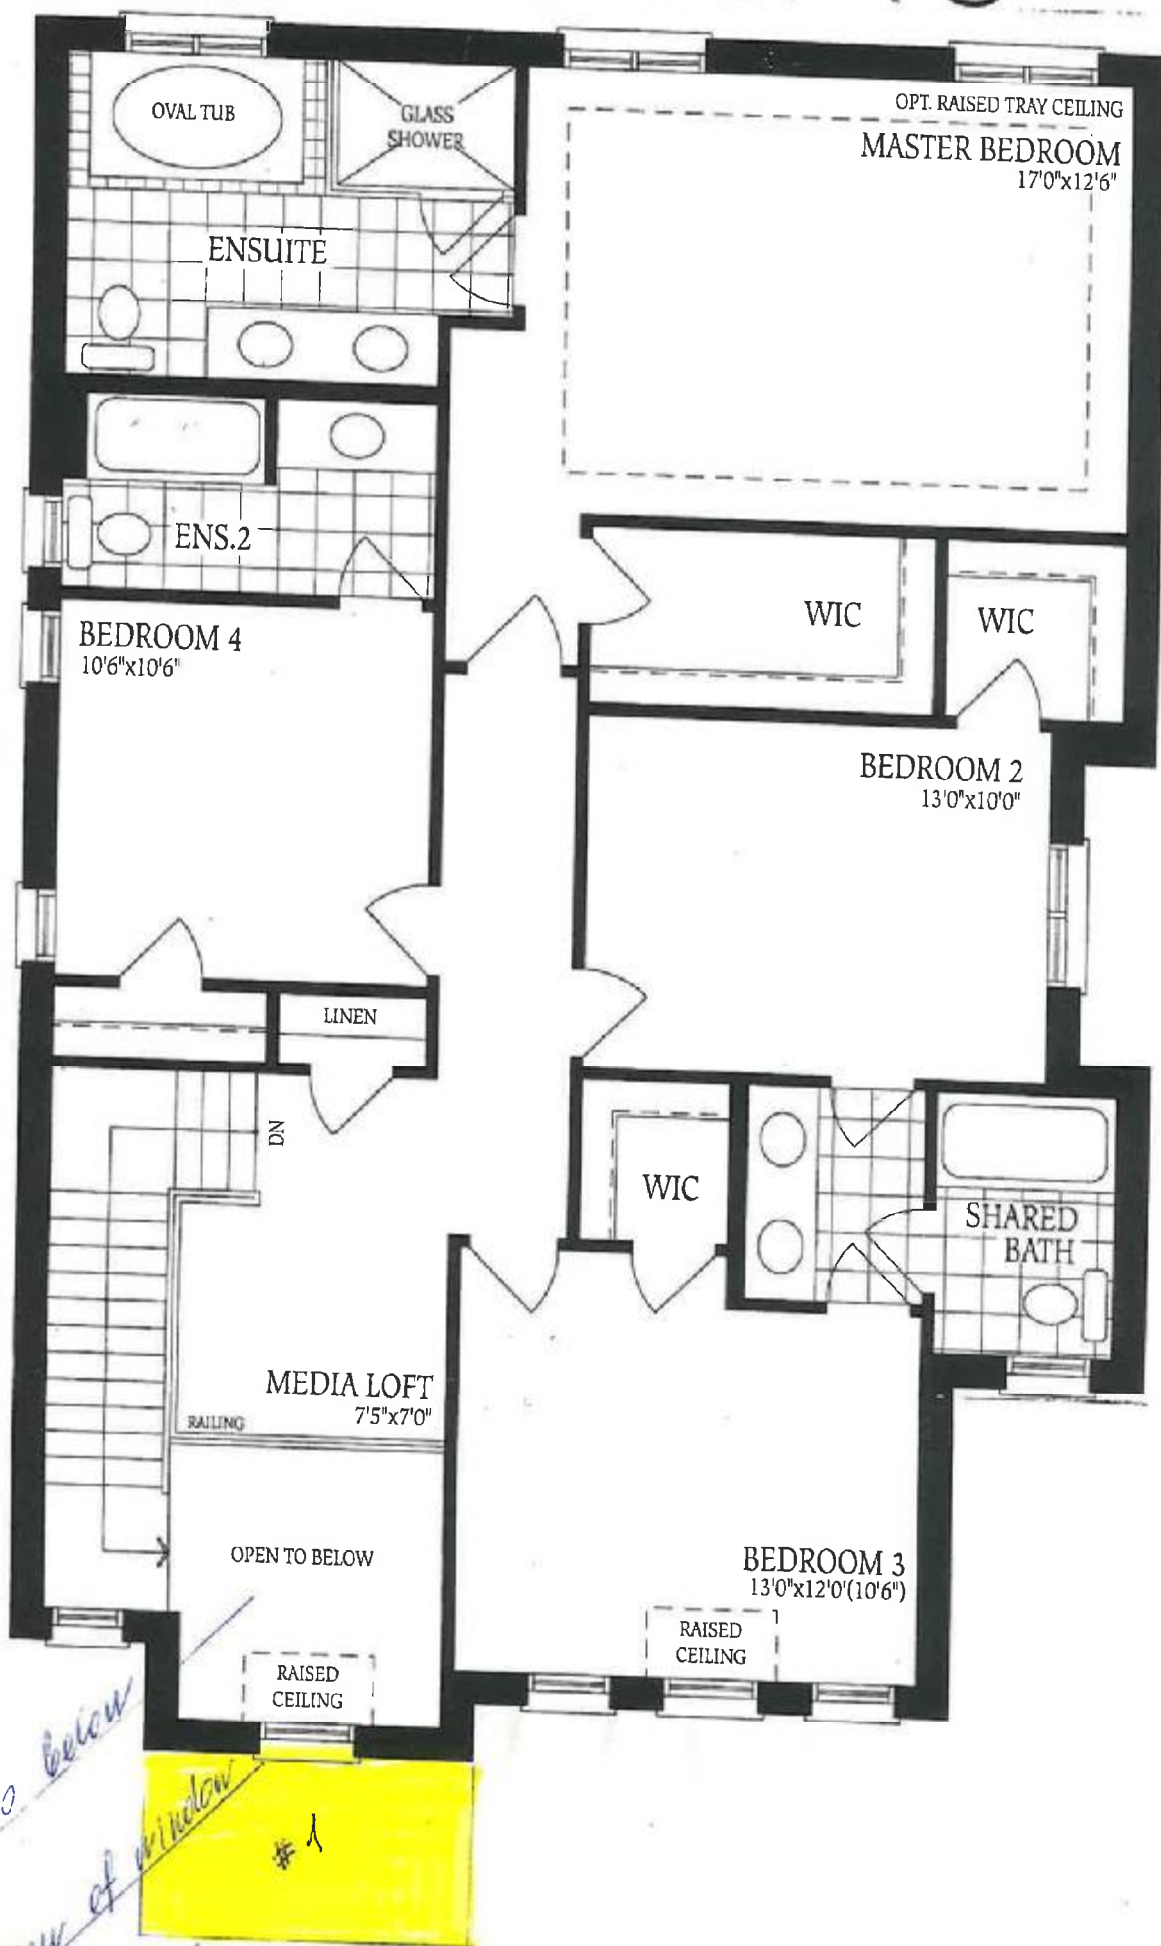 OPT. RAISED TRAY CEILING
MASTER BEDROOM
17'0"x12'6"
OVAL TUB
GLASS
SHOWER
ENSUITE
ENS.2
WIC
WIC
BEDROOM 4
10'6"x10'6"
BEDROOM 2
13'0"x10'0"
LINEN
DN
WIC
SHARED
BATH
MEDIA LOFT
7'5"x7'0"
RAILING
OPEN TO BELOW
BEDROOM 3
13'0"x12'0'(10'6")
RAISED
CEILING
RAISED
CEILING
below
of window
# 1